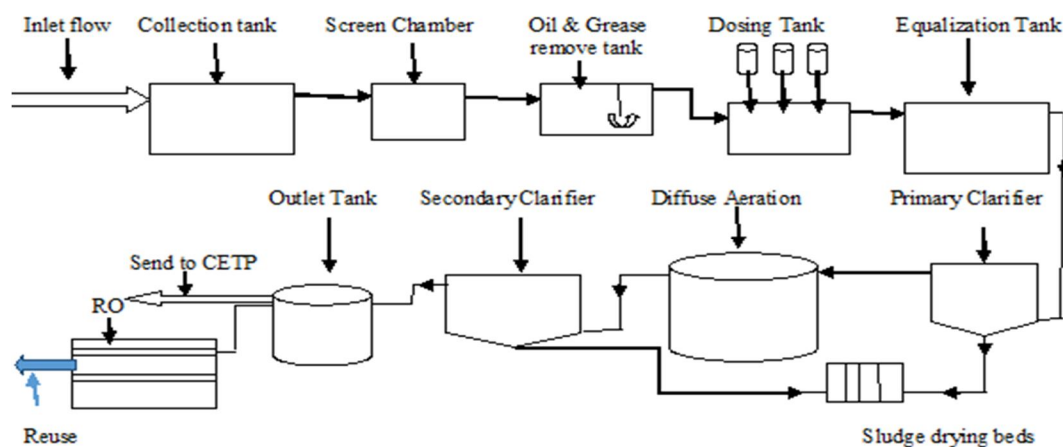 Inlet flow
Collection tank
Screen Chamber
Oil & Grease
remove tank
Dosing Tank
Equalization Tank
Outlet Tank
Secondary Clarifier
Diffuse Aeration
Primary Clarifier
Send to CETP
RO
Reuse
Sludge drying beds